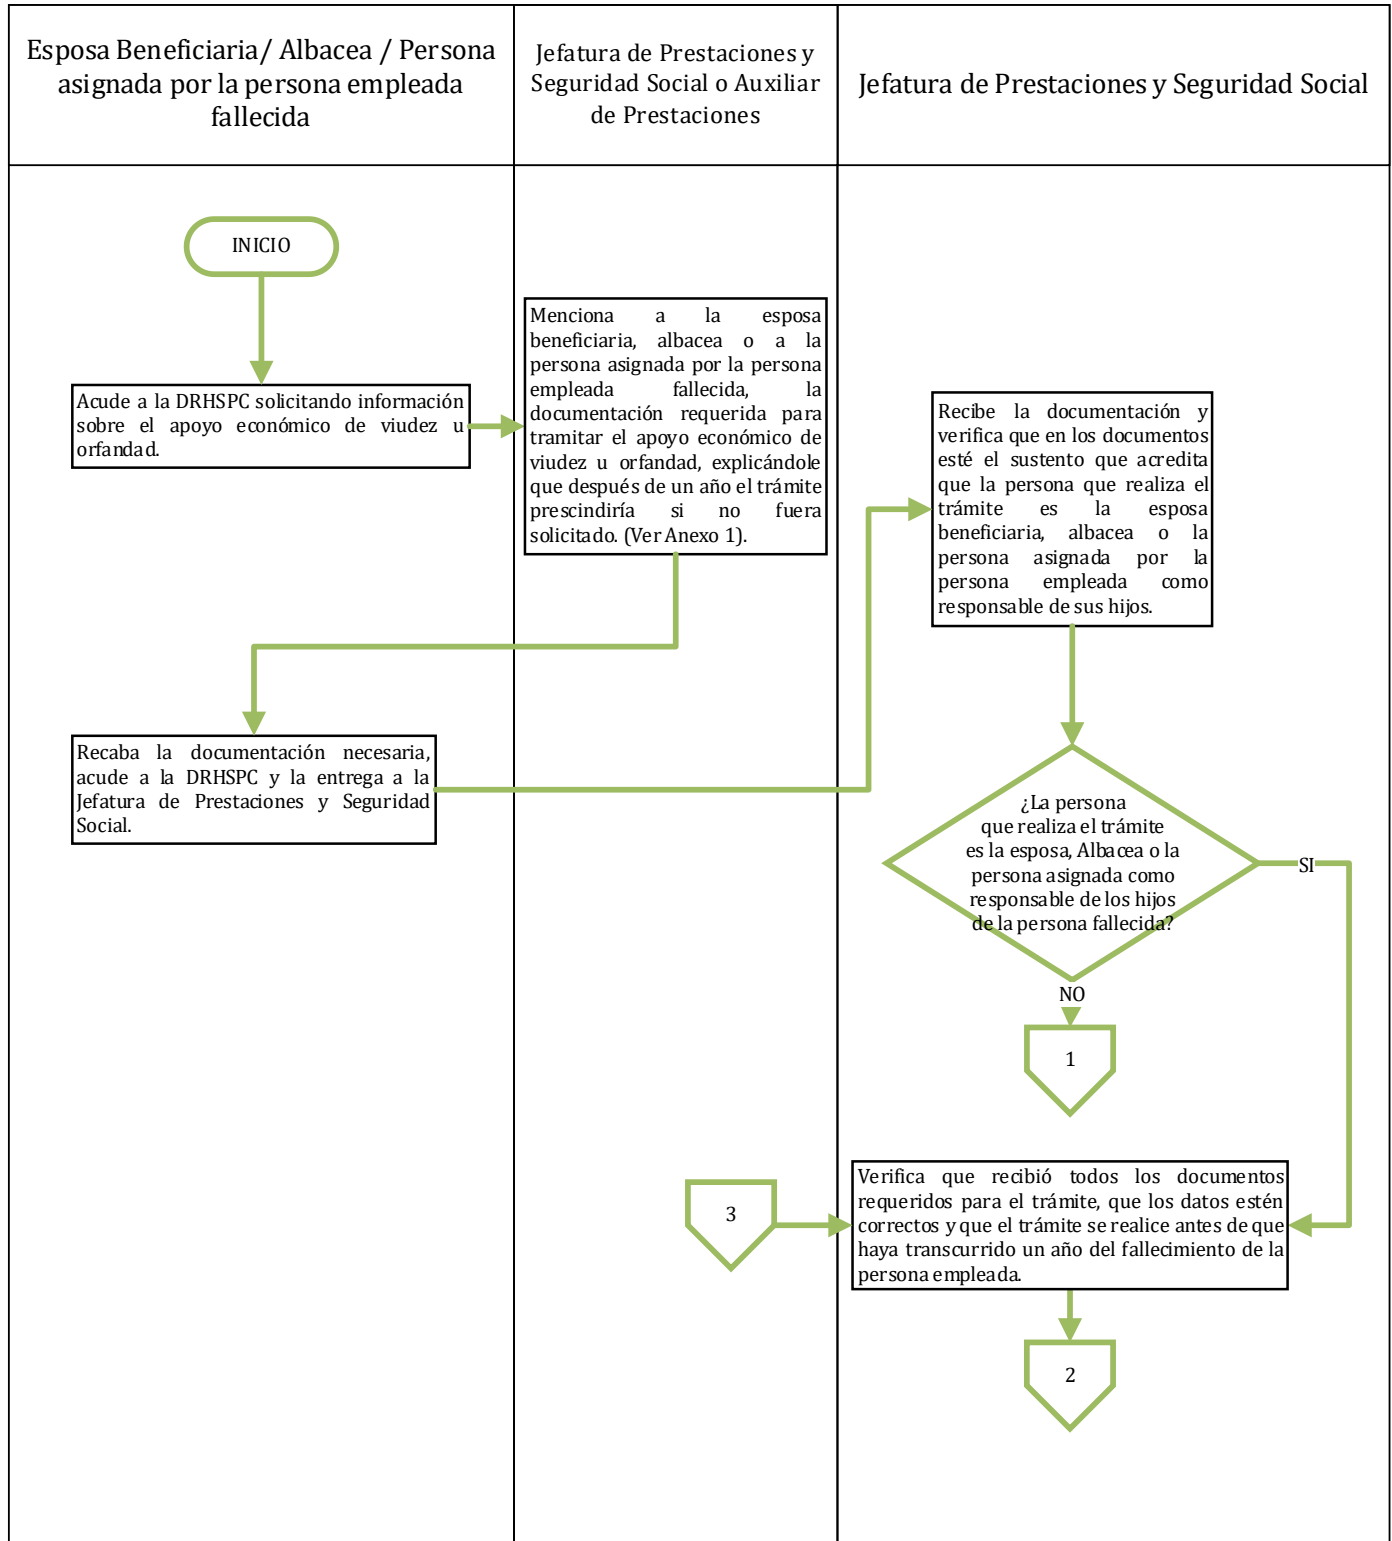 Esposa Beneficiaria/ Albacea / Persona
asignada por la persona empleada
fallecida
Jefatura de Prestaciones y
Seguridad Social o Auxiliar
de Prestaciones
Jefatura de Prestaciones y Seguridad Social
INICIO
Acude a la DRHSPC solicitando información
sobre el apoyo económico de viudez u
orfandad.
Menciona a la esposa
beneficiaria, albacea o a la
persona asignada por la persona
empleada fallecida, la
documentación requerida para
tramitar el apoyo económico de
viudez u orfandad, explicándole
que después de un año el trámite
prescindiría si no fuera
solicitado. (Ver Anexo 1).
Recaba la documentación necesaria,
acude a la DRHSPC y la entrega a la
Jefatura de Prestaciones y Seguridad
Social.
Recibe la documentación y
verifica que en los documentos
esté el sustento que acredita
que la persona que realiza el
trámite es la esposa
beneficiaria, albacea o la
persona asignada por la
persona empleada como
responsable de sus hijos.
¿La persona
que realiza el trámite
es la esposa, Albacea o la
persona asignada como
responsable de los hijos
de la persona fallecida?
SI
NO
1
Verifica que recibió todos los documentos
requeridos para el trámite, que los datos estén
correctos y que el trámite se realice antes de que
haya transcurrido un año del fallecimiento de la
persona empleada.
3
2